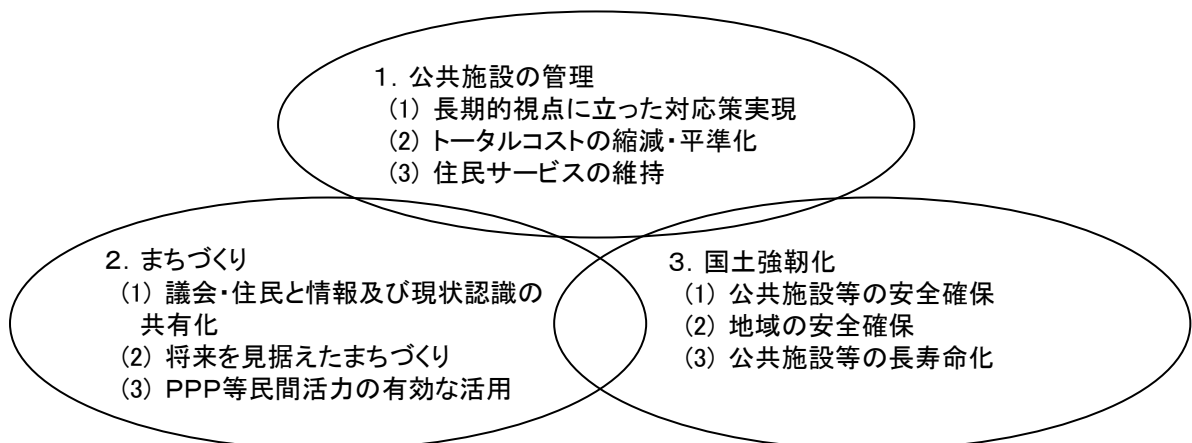 １．公共施設の管理
(1) 長期的視点に立った対応策実現
(2) トータルコストの縮減・平準化
(3) 住民サービスの維持
２．まちづくり
(1) 議会・住民と情報及び現状認識の
共有化
(2) 将来を見据えたまちづくり
(3) ＰＰＰ等民間活力の有効な活用
３．国土強靭化
(1) 公共施設等の安全確保
(2) 地域の安全確保
(3) 公共施設等の長寿命化